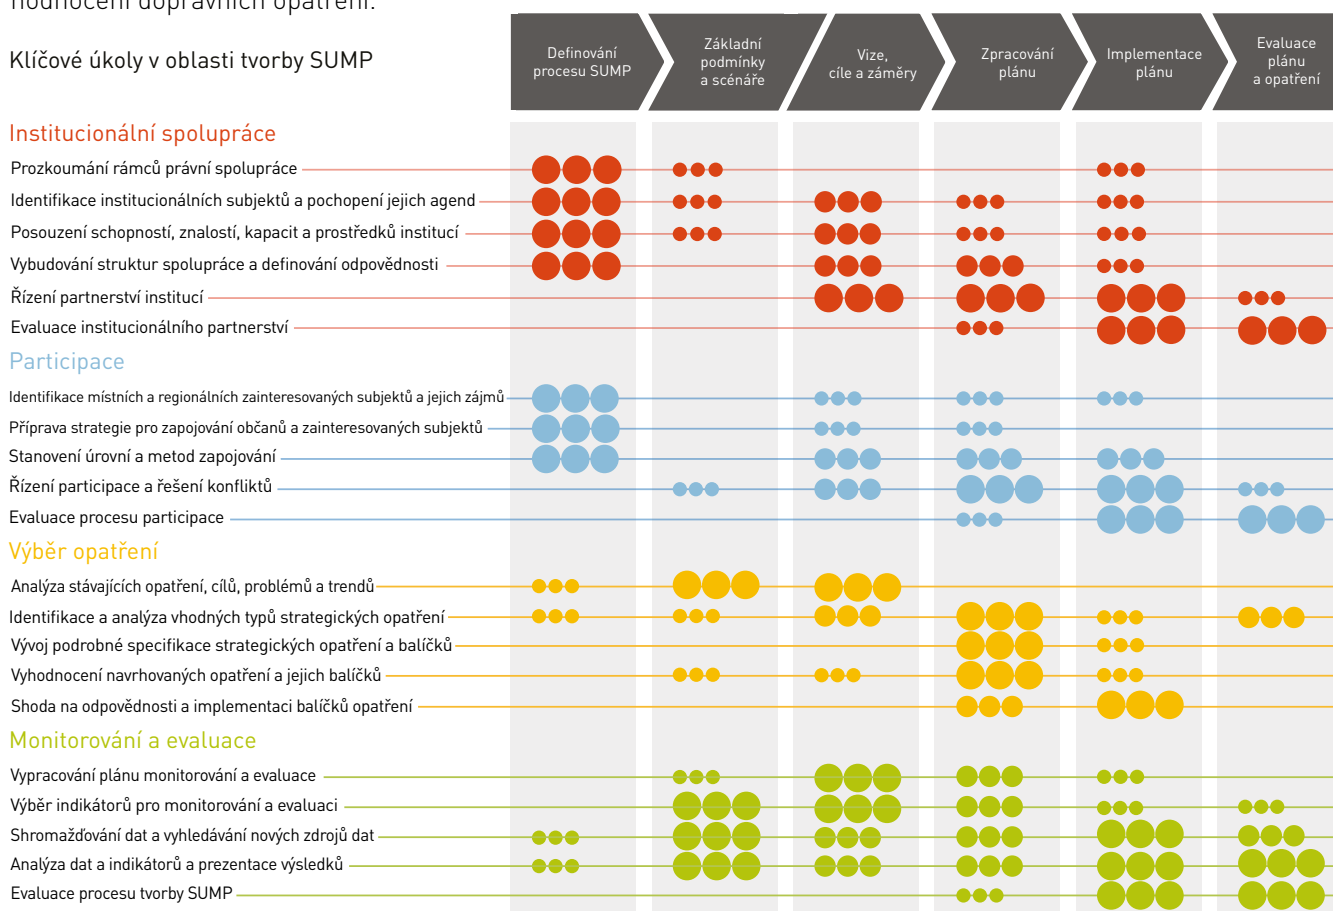 hodnocení dopravních opatření.
Klíčové úkoly v oblasti tvorby SUMP
Definování
procesu SUMP
Základní
podmínky
a scénáře
Vize,
cíle a záměry
Zpracování
plánu
Implementace
plánu
Evaluace
plánu
a opatření
Institucionální spolupráce
Prozkoumání rámců právní spolupráce
Identifikace institucionálních subjektů a pochopení jejich agend
Posouzení schopností, znalostí, kapacit a prostředků institucí
Vybudování struktur spolupráce a definování odpovědnosti
Řízení partnerství institucí
Evaluace institucionálního partnerství
Participace
Identifikace místních a regionálních zainteresovaných subjektů a jejich zájmů
Příprava strategie pro zapojování občanů a zainteresovaných subjektů
Stanovení úrovní a metod zapojování
Řízení participace a řešení konfliktů
Evaluace procesu participace
Výběr opatření
Analýza stávajících opatření, cílů, problémů a trendů
Identifikace a analýza vhodných typů strategických opatření
Vývoj podrobné specifikace strategických opatření a balíčků
Vyhodnocení navrhovaných opatření a jejich balíčků
Shoda na odpovědnosti a implementaci balíčků opatření
Monitorování a evaluace
Vypracování plánu monitorování a evaluace
Výběr indikátorů pro monitorování a evaluaci
Shromažďování dat a vyhledávání nových zdrojů dat
Analýza dat a indikátorů a prezentace výsledků
Evaluace procesu tvorby SUMP